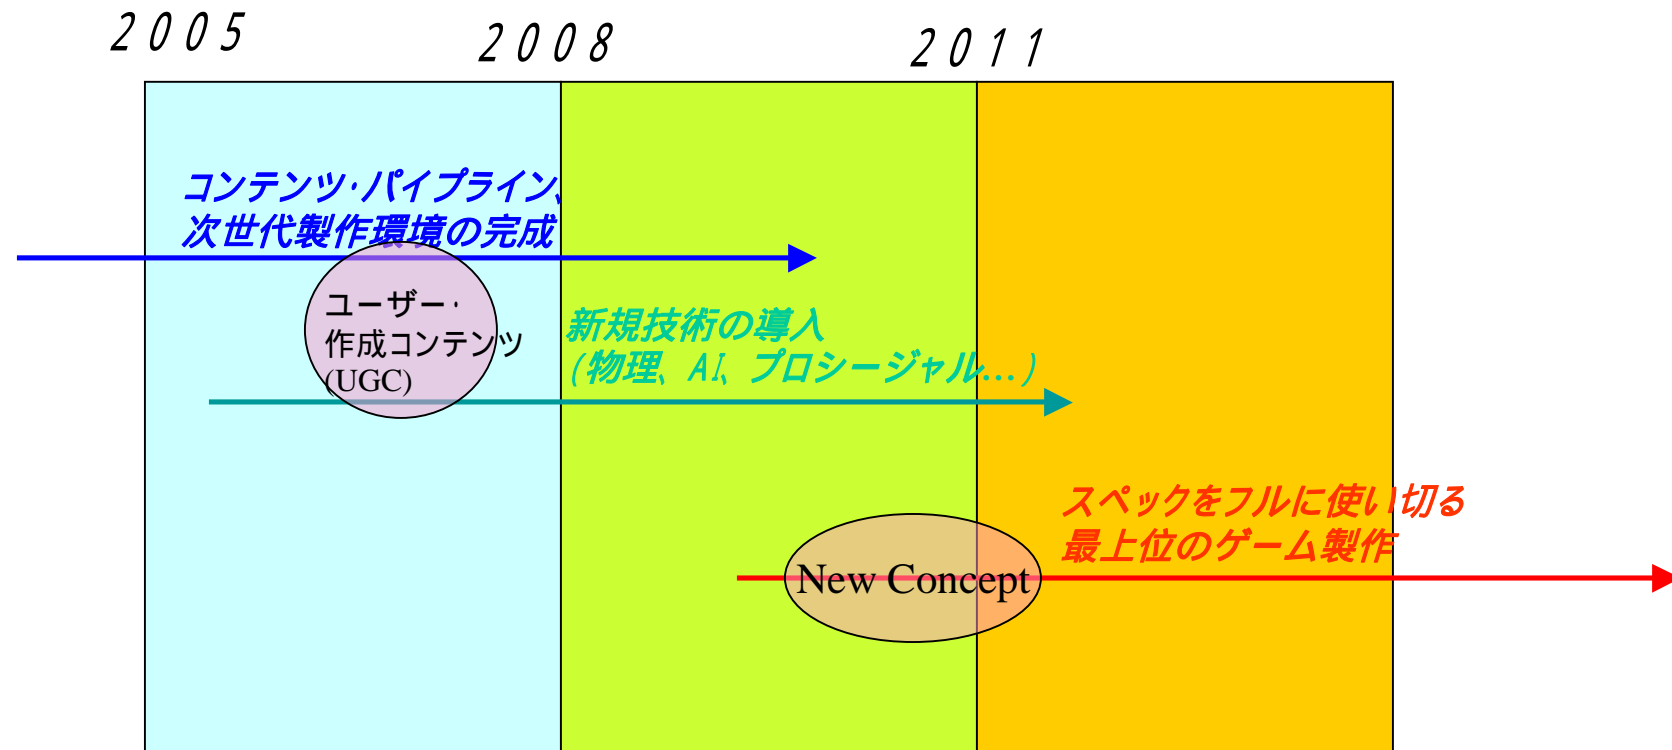 2005
2008
2011
コンテンツ・パイプライン、
次世代製作環境の完成
ユーザー・
作成コンテンツ
(UGC)
新規技術の導入
(物理、AI、プロシージャル…)
スペックをフルに使い切る
最上位のゲーム製作
New Concept